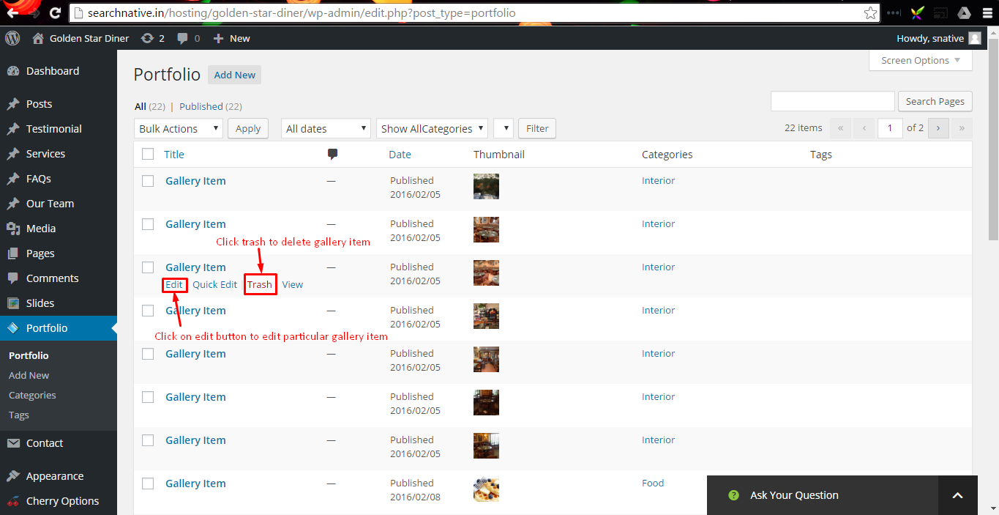 searchnative.in/hosting/golden-star-diner/wp-admin/edit.php?post_type=portfolio
Golden Star Diner 2 0 + New Howdy, snative
Screen Options ▼
Dashboard
Posts
Testimonial
Services
FAQs
Our Team
Media
Pages
Comments
Slides
Portfolio
Portfolio
Add New
Categories
Tags
Contact
Appearance
Cherry Options
Portfolio Add New
All (22) | Published (22)
Search Pages
Bulk Actions Apply All dates Show AllCategories Filter 22 items « ‹ 1 of 2 › »
Title Date Thumbnail Categories Tags
Gallery Item — Published Interior
2016/02/05
Gallery Item — Published Interior
2016/02/05
Click trash to delete gallery item
Gallery Item — Published Interior
2016/02/05
Edit Quick Edit Trash View
Gallery Item — Published Interior
2016/02/05
Click on edit button to edit particular gallery item
Gallery Item — Published Interior
2016/02/05
Gallery Item — Published Interior
2016/02/05
Gallery Item — Published Interior
2016/02/05
Gallery Item — Published Food
2016/02/08
? Ask Your Question